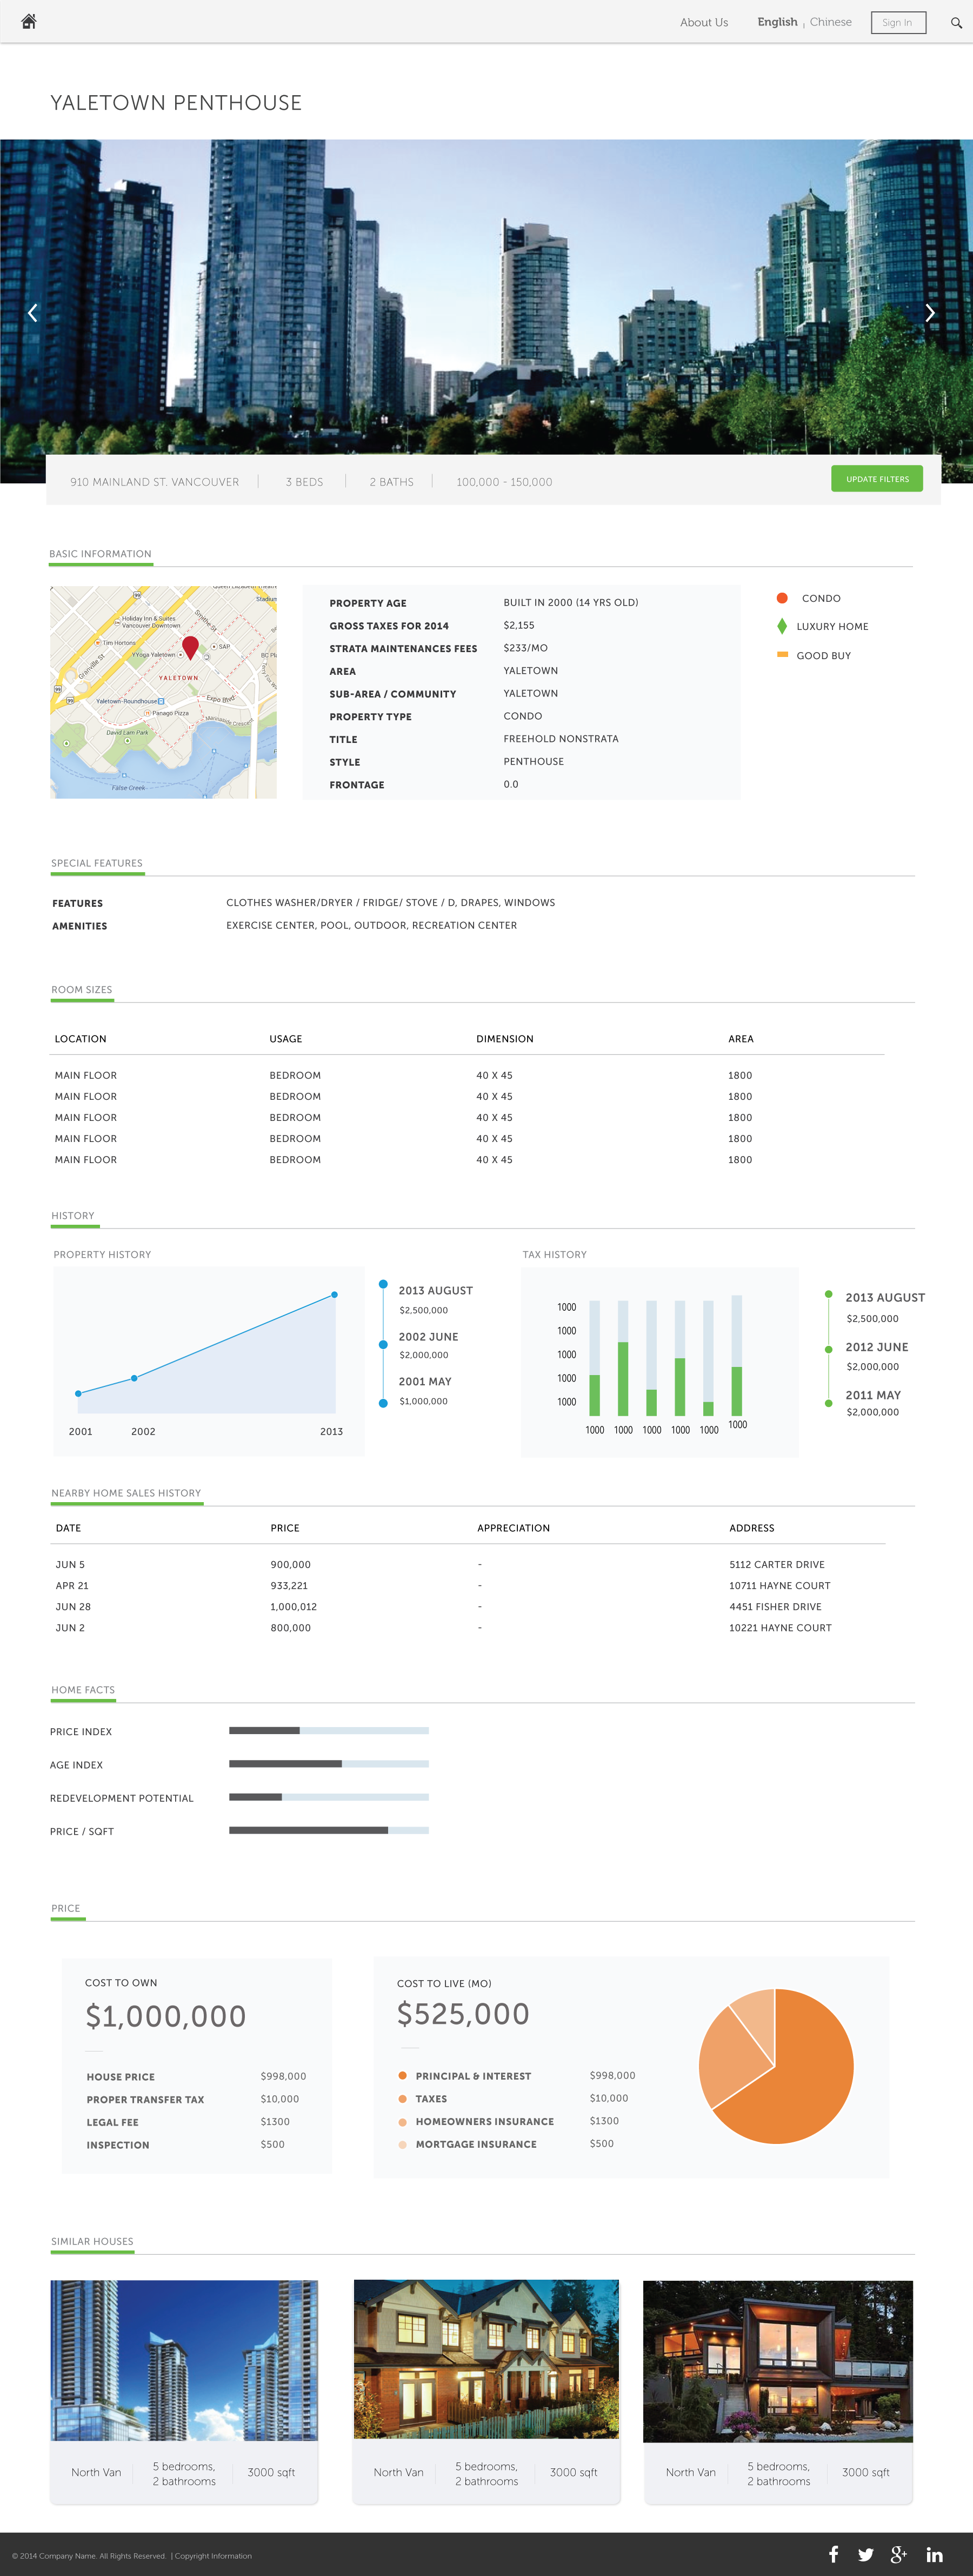 About Us English | Chinese Sign In
YALETOWN PENTHOUSE
910 MAINLAND ST. VANCOUVER 3 BEDS 2 BATHS 100,000 - 150,000 UPDATE FILTERS
BASIC INFORMATION
Stadium
99
Holiday Inn & Suites
Vancouver Downtown
Smithe St
Tim Hortons
YYoga Yaletown
SAP
Granville St
YALETOWN
99
99
Yaletown-Roundhouse
Expo Blvd
Panago Pizza
Marinaside Crescent
David Lam Park
False Creek
PROPERTY AGE BUILT IN 2000 (14 YRS OLD)
GROSS TAXES FOR 2014 $2,155
STRATA MAINTENANCES FEES $233/MO
AREA YALETOWN
SUB-AREA / COMMUNITY YALETOWN
PROPERTY TYPE CONDO
TITLE FREEHOLD NONSTRATA
STYLE PENTHOUSE
FRONTAGE 0.0
CONDO
LUXURY HOME
GOOD BUY
SPECIAL FEATURES
FEATURES CLOTHES WASHER/DRYER / FRIDGE/ STOVE / D, DRAPES, WINDOWS
AMENITIES EXERCISE CENTER, POOL, OUTDOOR, RECREATION CENTER
ROOM SIZES
LOCATION USAGE DIMENSION AREA
MAIN FLOOR BEDROOM 40 X 45 1800
MAIN FLOOR BEDROOM 40 X 45 1800
MAIN FLOOR BEDROOM 40 X 45 1800
MAIN FLOOR BEDROOM 40 X 45 1800
MAIN FLOOR BEDROOM 40 X 45 1800
HISTORY
PROPERTY HISTORY
2001 2002 2013
2013 AUGUST
$2,500,000
2002 JUNE
$2,000,000
2001 MAY
$1,000,000
TAX HISTORY
1000
1000
1000
1000
1000
1000 1000 1000 1000 1000 1000
2013 AUGUST
$2,500,000
2012 JUNE
$2,000,000
2011 MAY
$2,000,000
NEARBY HOME SALES HISTORY
DATE PRICE APPRECIATION ADDRESS
JUN 5 900,000 - 5112 CARTER DRIVE
APR 21 933,221 - 10711 HAYNE COURT
JUN 28 1,000,012 - 4451 FISHER DRIVE
JUN 2 800,000 - 10221 HAYNE COURT
HOME FACTS
PRICE INDEX
AGE INDEX
REDEVELOPMENT POTENTIAL
PRICE / SQFT
PRICE
COST TO OWN
$1,000,000
HOUSE PRICE $998,000
PROPER TRANSFER TAX $10,000
LEGAL FEE $1300
INSPECTION $500
COST TO LIVE (MO)
$525,000
PRINCIPAL & INTEREST $998,000
TAXES $10,000
HOMEOWNERS INSURANCE $1300
MORTGAGE INSURANCE $500
SIMILAR HOUSES
North Van 5 bedrooms, 2 bathrooms 3000 sqft
North Van 5 bedrooms, 2 bathrooms 3000 sqft
North Van 5 bedrooms, 2 bathrooms 3000 sqft
© 2014 Company Name. All Rights Reserved. | Copyright Information